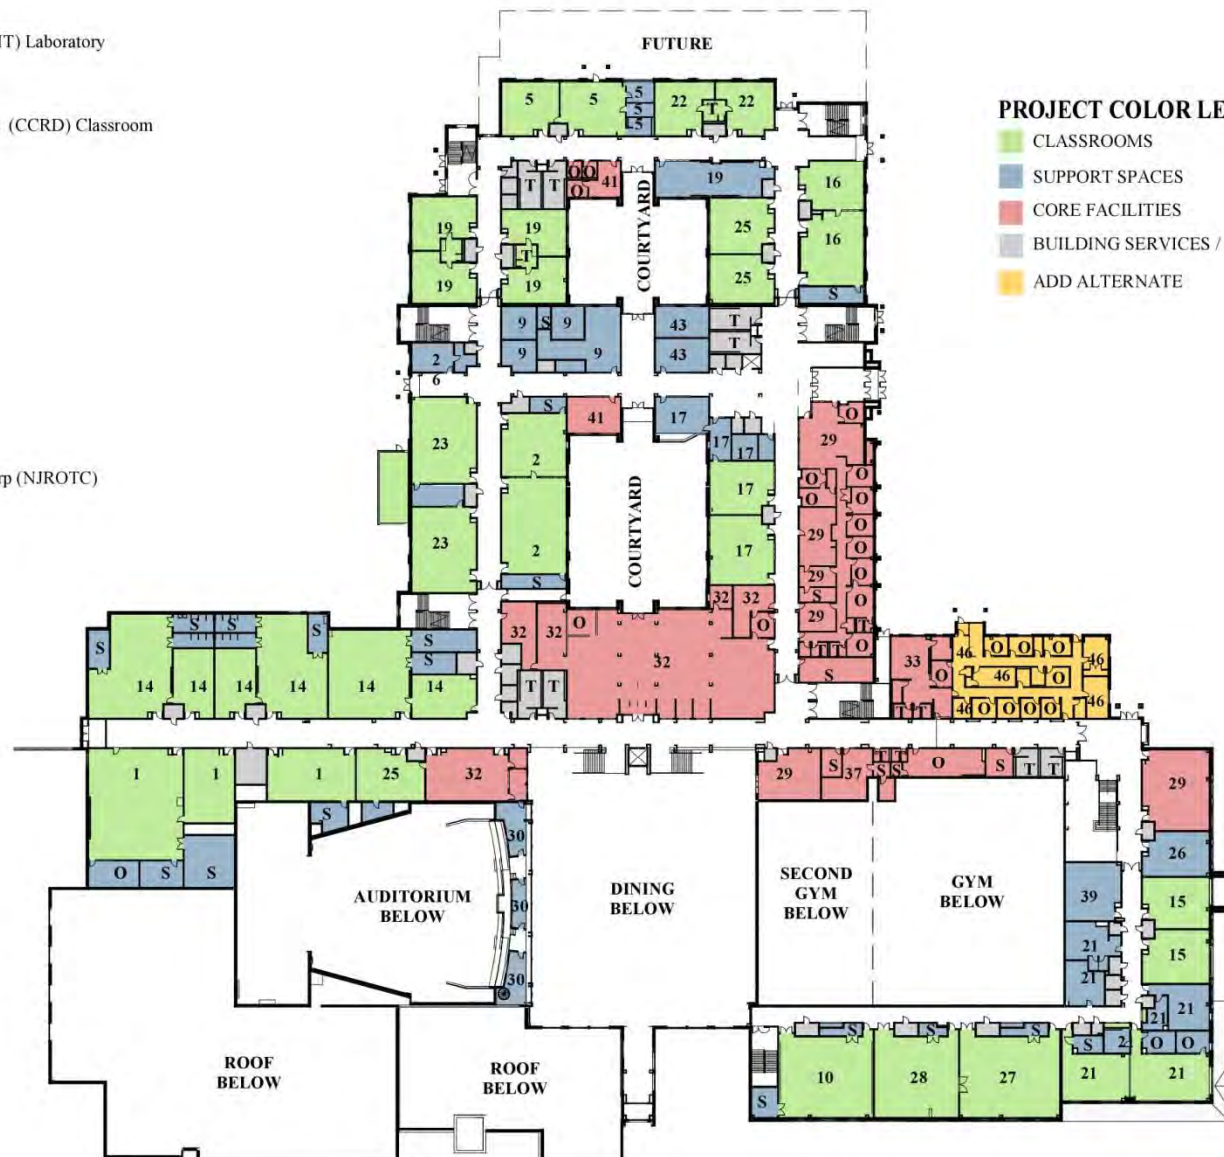 T) Laboratory
(CCRD) Classroom
rp (NJROTC)
PROJECT COLOR LE
CLASSROOMS
SUPPORT SPACES
CORE FACILITIES
BUILDING SERVICES /
ADD ALTERNATE
FUTURE
5 5 5 22 T 22
5
5
T T O O 41 19 16
O
COURTYARD
19 19 25 16
T
19 19 25 S
9 S 9 43 T
2 9 9 43 T
6
S 41 17 O
23 2 17 17 29
O O
17 O O
COURTYARD
23 2 17 29 O
O
S 29 O
S
32 32 O 32 32 29 O
O T
S S S S 32 T T O
S S
14 14 14 14 14 14 T T S
33 O 46 O O O O 46
46 O
T T 46 O O O O 46
1 1 1 25 32 29 S 37 T T O S T T 29
S S
26
O S S S 30 39 15
AUDITORIUM
BELOW
DINING
BELOW
SECOND
GYM
BELOW
GYM
BELOW
30 21 15
30 21 21 21
S S S S 2 O O
ROOF
BELOW
ROOF
BELOW
S 10 28 27 21 21